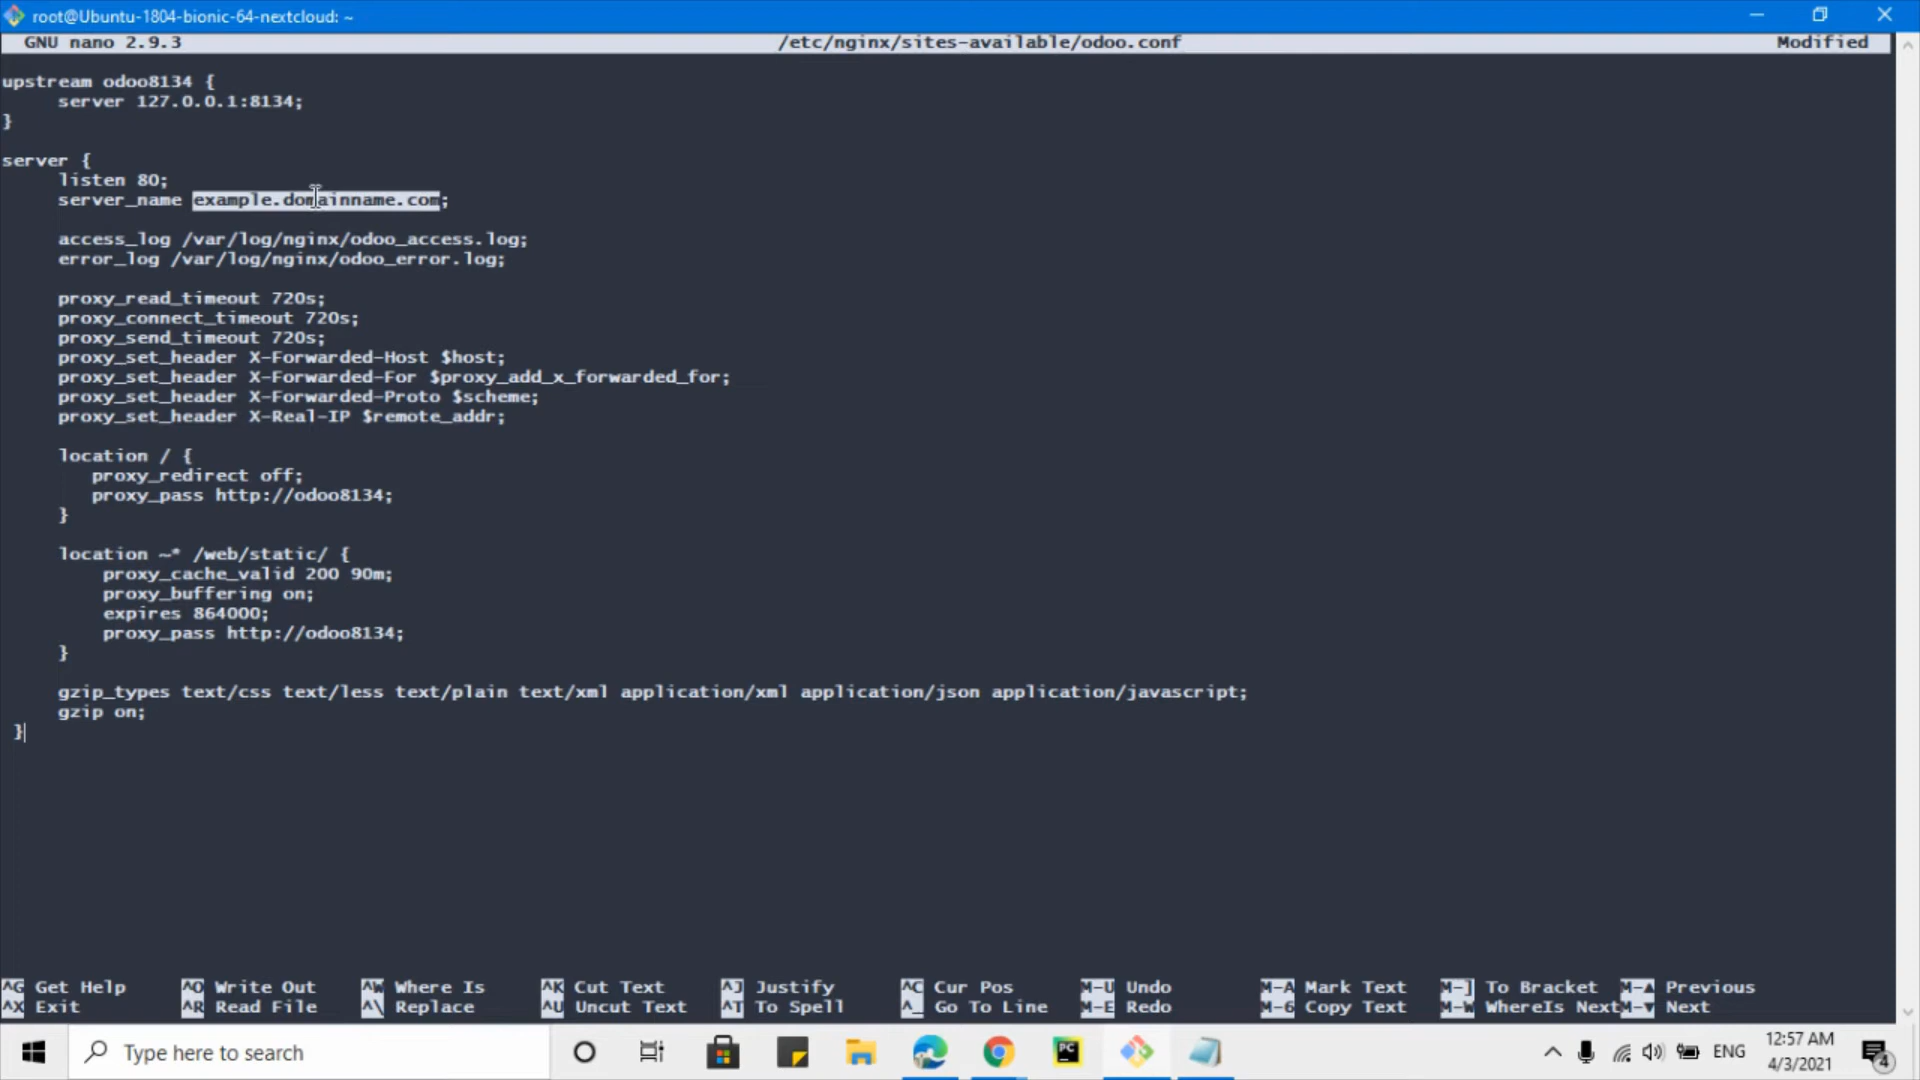 root@Ubuntu-1804-bionic-64-nextcloud: ~
GNU nano 2.9.3 /etc/nginx/sites-available/odoo.conf Modified
upstream odoo8134 {
server 127.0.0.1:8134;
}
server {
listen 80;
server_name example.domainname.com;
access_log /var/log/nginx/odoo_access.log;
error_log /var/log/nginx/odoo_error.log;
proxy_read_timeout 720s;
proxy_connect_timeout 720s;
proxy_send_timeout 720s;
proxy_set_header X-Forwarded-Host $host;
proxy_set_header X-Forwarded-For $proxy_add_x_forwarded_for;
proxy_set_header X-Forwarded-Proto $scheme;
proxy_set_header X-Real-IP $remote_addr;
location / {
proxy_redirect off;
proxy_pass http://odoo8134;
}
location ~* /web/static/ {
proxy_cache_valid 200 90m;
proxy_buffering on;
expires 864000;
proxy_pass http://odoo8134;
}
gzip_types text/css text/less text/plain text/xml application/xml application/json application/javascript;
gzip on;
}
^G Get Help ^O Write Out ^W Where Is ^K Cut Text ^J Justify ^C Cur Pos M-U Undo M-A Mark Text M-] To Bracket M-▲ Previous
^X Exit ^R Read File ^\ Replace ^U Uncut Text ^T To Spell ^_ Go To Line M-E Redo M-6 Copy Text M-W WhereIs Next M-▼ Next
Type here to search
PC
ENG
12:57 AM
4/3/2021
4